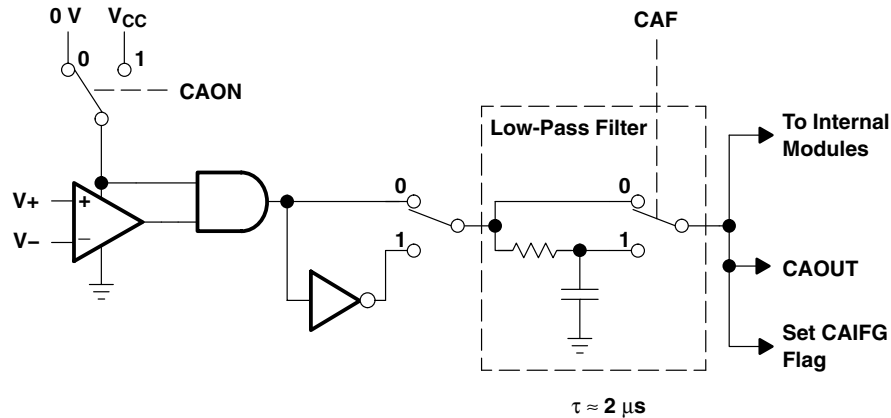 0 V
VCC
0
1
CAON
CAF
Low-Pass Filter
To Internal
Modules
V+
+
V−
−
0
1
0
1
CAOUT
Set CAIFG
Flag
τ ≈ 2 μs